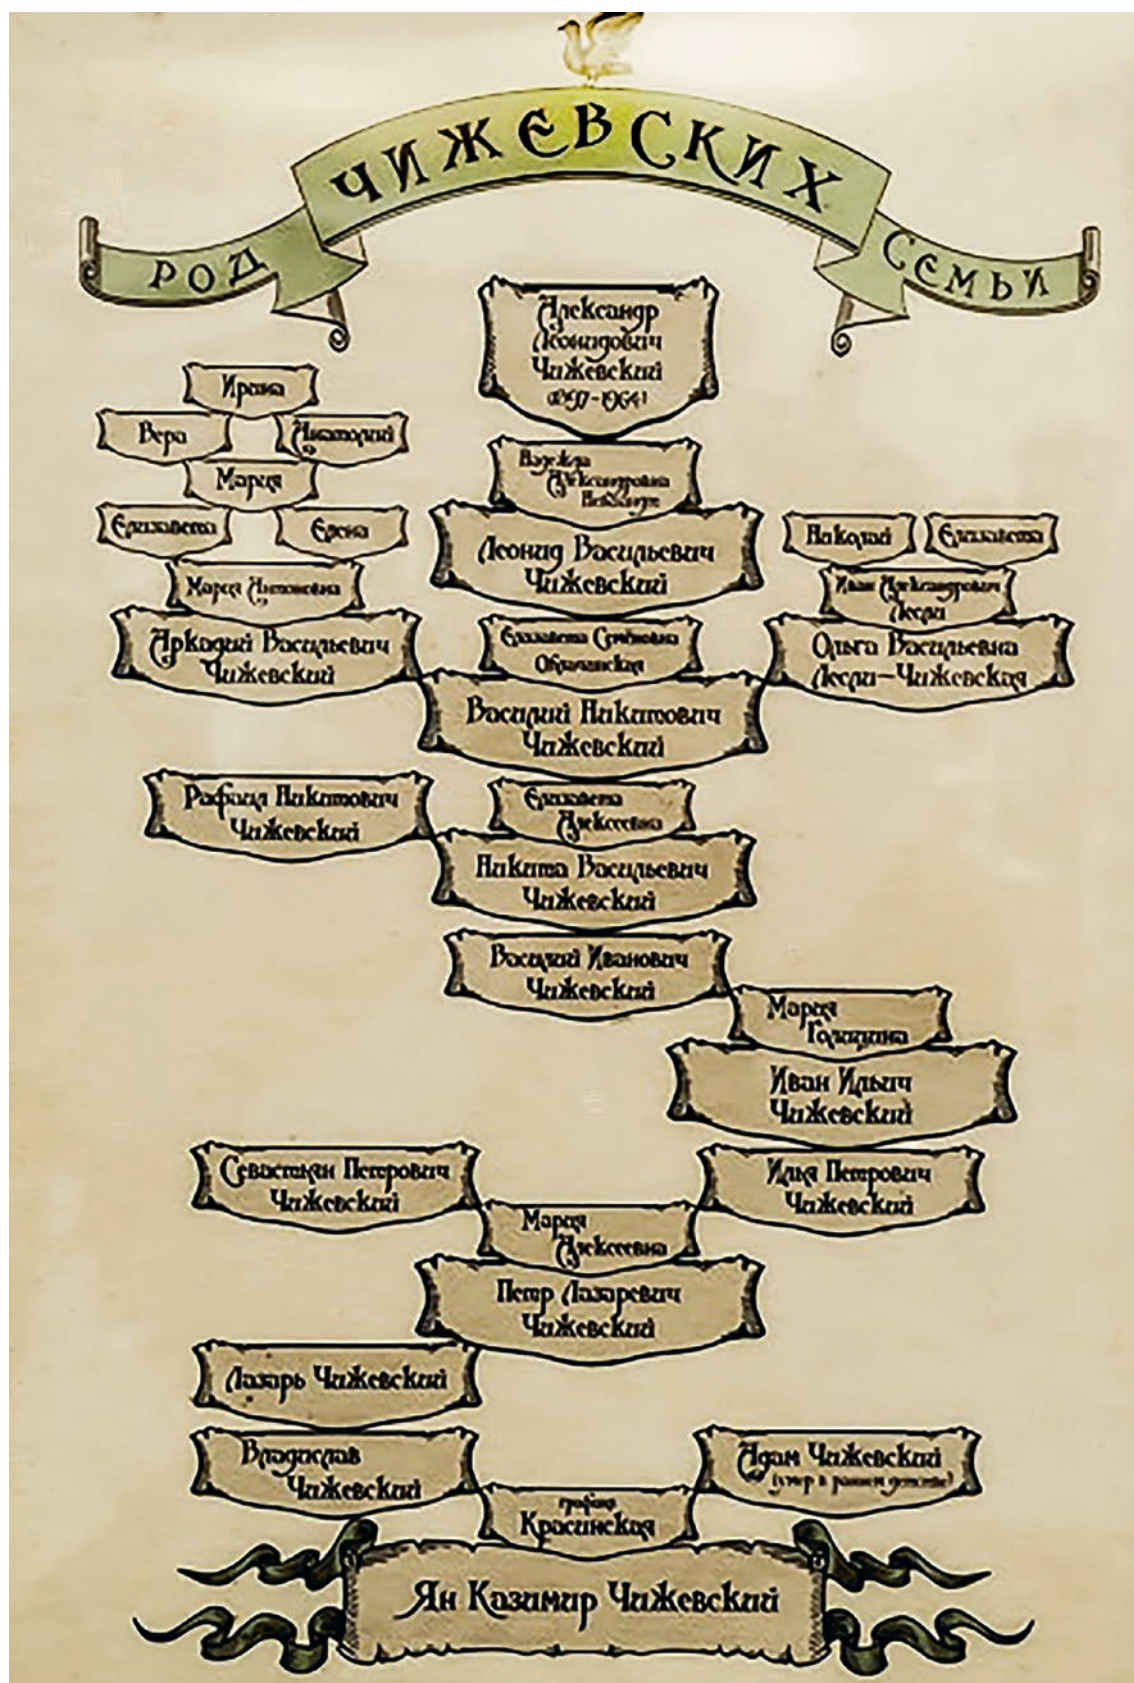 РОД ЧИЖЕВСКИХ СЕМЬИ
Александр
Леонидович
Чижевский
(1897-1964)
Ирина
Вера
Анатолий
Мария
Елизавета
Елена
Мария Антоновна
Аркадий Васильевич
Чижевский
Надежда
Александровна
Леонид Васильевич
Чижевский
Николай
Елизавета
Иван Александрович
Лесли
Ольга Васильевна
Лесли-Чижевская
Елизавета Семёновна
Облачинская
Василий Никитович
Чижевский
Рафаил Никитович
Чижевский
Елизавета
Алексеевна
Никита Васильевич
Чижевский
Василий Иванович
Чижевский
Мария
Голицина
Иван Ильич
Чижевский
Севастьян Петрович
Чижевский
Илья Петрович
Чижевский
Мария
Алексеевна
Петр Лазаревич
Чижевский
Лазарь Чижевский
Владислав
Чижевский
Адам Чижевский
(умер в раннем детстве)
графиня
Красинская
Ян Казимир Чижевский